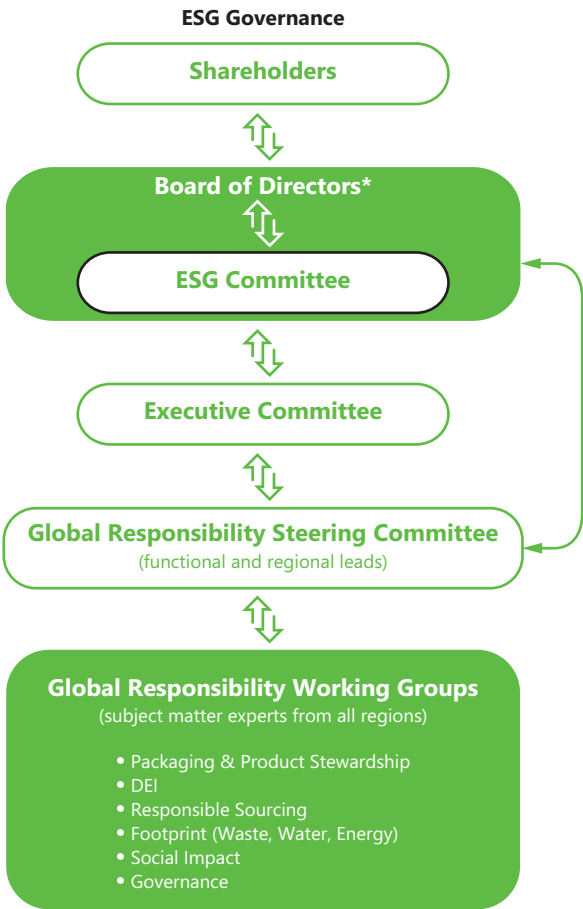 ESG Governance
Shareholders
Board of Directors*
ESG Committee
Executive Committee
Global Responsibility Steering Committee
(functional and regional leads)
Global Responsibility Working Groups
(subject matter experts from all regions)
• Packaging & Product Stewardship
• DEI
• Responsible Sourcing
• Footprint (Waste, Water, Energy)
• Social Impact
• Governance